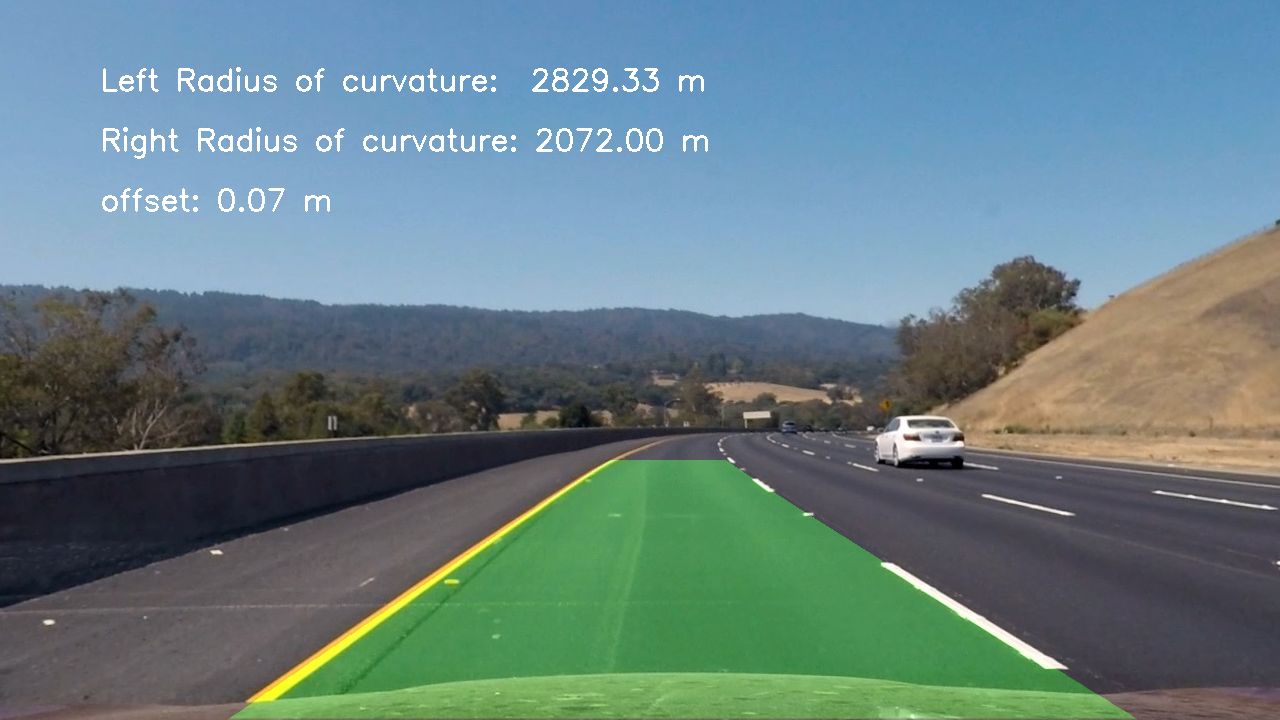 Left Radius of curvature: 2829.33 m
Right Radius of curvature: 2072.00 m
offset: 0.07 m